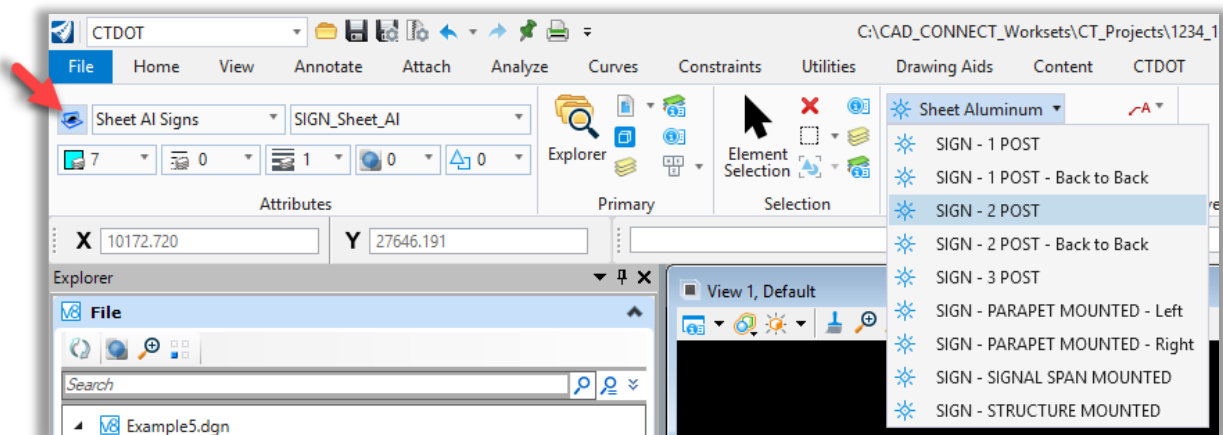 CTDOT
C:\CAD_CONNECT_Worksets\CT_Projects\1234_1
File Home View Annotate Attach Analyze Curves Constraints Utilities Drawing Aids Content CTDOT
Sheet Al Signs SIGN_Sheet_Al
7 0 1 0 0
Attributes
Explorer
Primary
Element
Selection
Selection
Sheet Aluminum
A
SIGN - 1 POST
SIGN - 1 POST - Back to Back
SIGN - 2 POST
SIGN - 2 POST - Back to Back
SIGN - 3 POST
SIGN - PARAPET MOUNTED - Left
SIGN - PARAPET MOUNTED - Right
SIGN - SIGNAL SPAN MOUNTED
SIGN - STRUCTURE MOUNTED
X 10172.720 Y 27646.191
Explorer
V8 File
Search
V8 Example5.dgn
View 1, Default